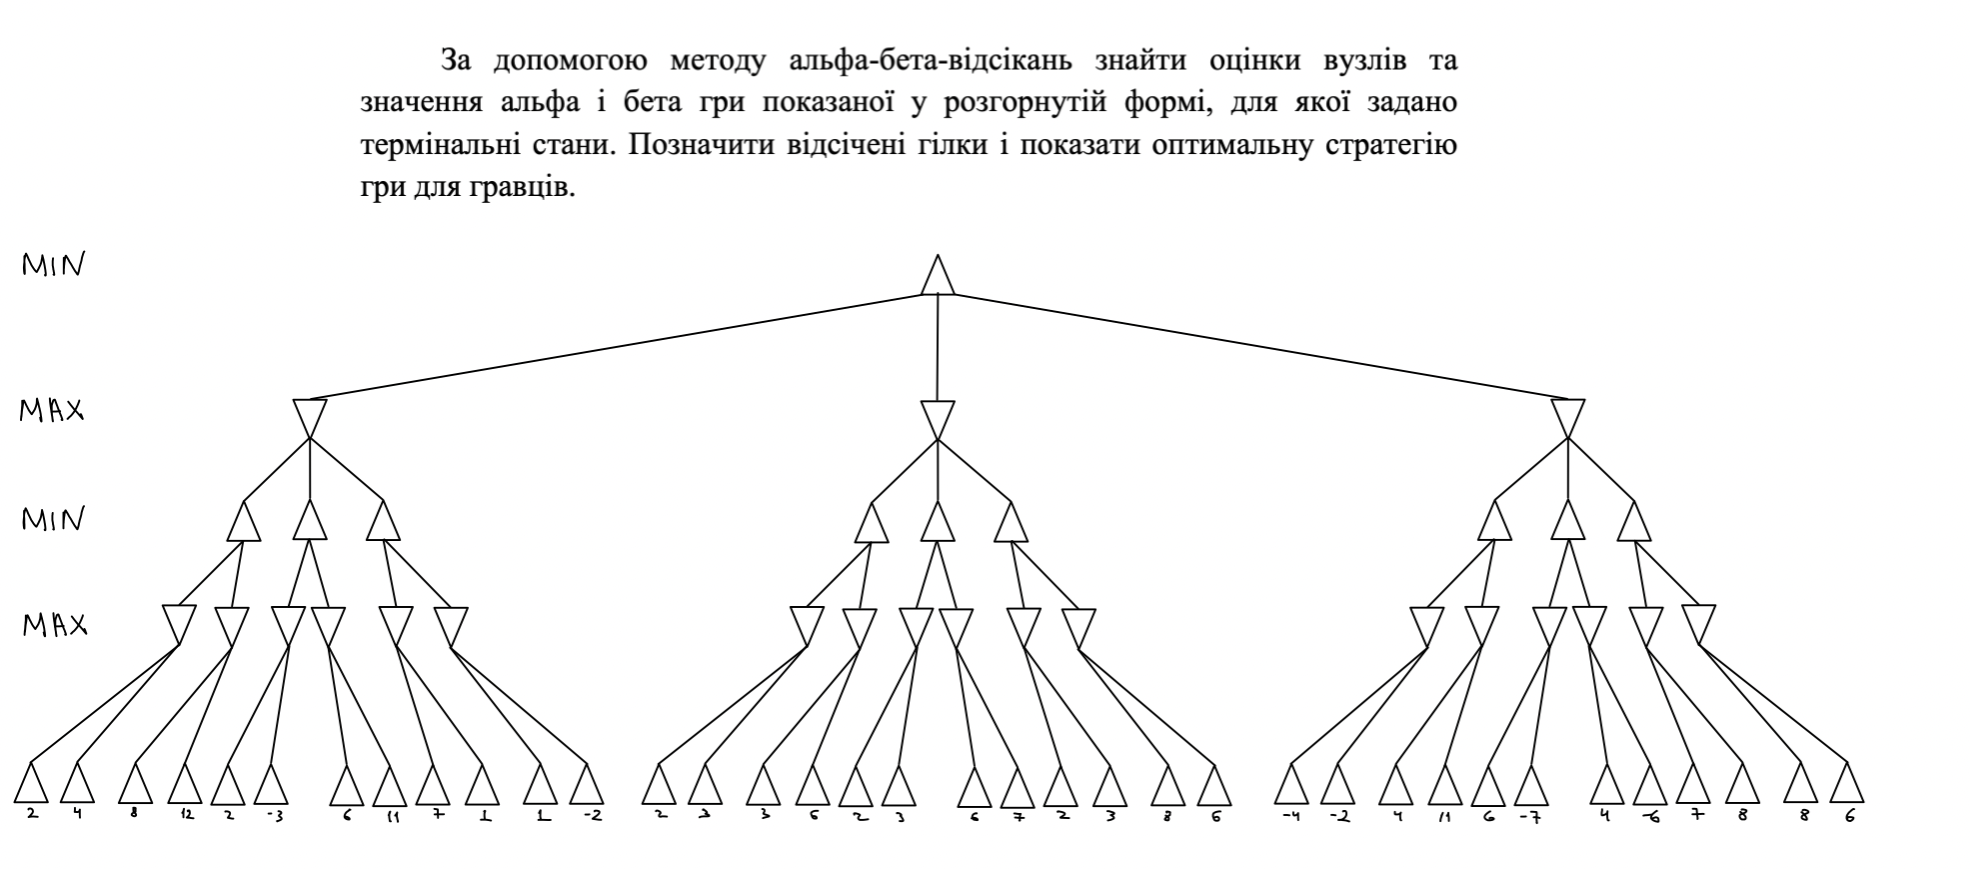 За допомогою методу альфа-бета-відсікань знайти оцінки вузлів та
значення альфа і бета гри показаної у розгорнутій формі, для якої задано
термінальні стани. Позначити відсічені гілки і показати оптимальну стратегію
гри для гравців.
MIN
MAX
MIN
MAX
2 4 8 12 2 -3 6 11 7 1 1 -2 2 3 3 5 2 3 6 7 2 3 8 5 -4 -2 4 11 6 -7 4 -6 7 8 8 6